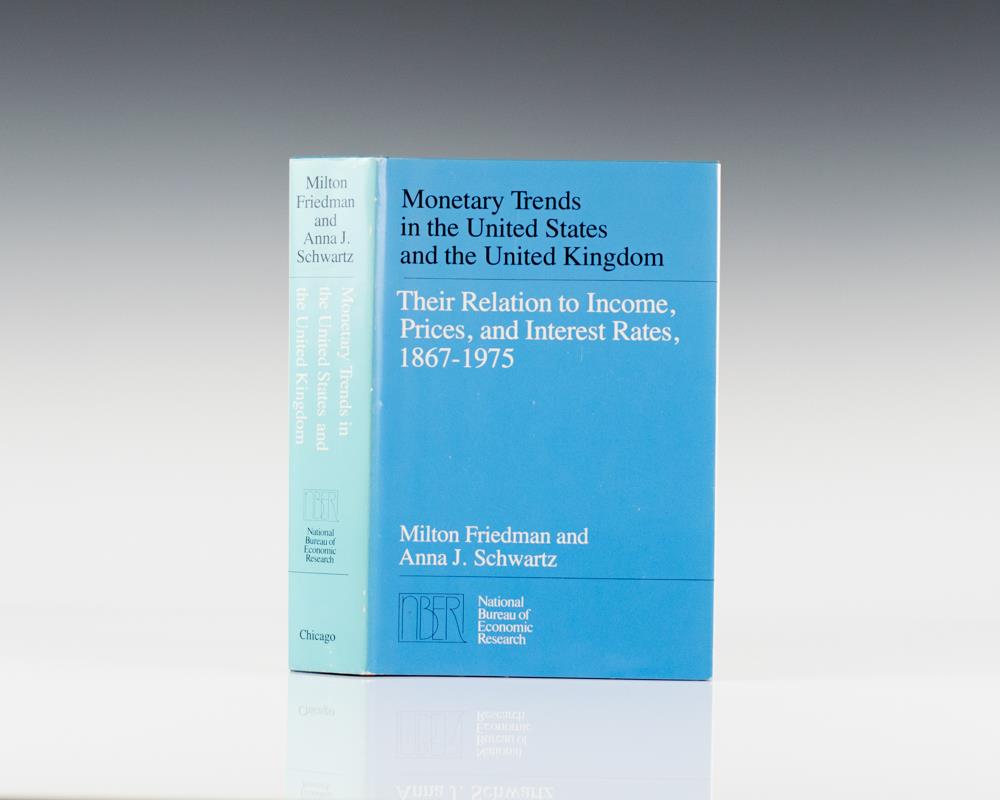 Milton
Friedman
and
Anna J.
Schwartz
Monetary Trends in
the United States and
the United Kingdom
NBER
National
Bureau of
Economic
Research
Chicago
Monetary Trends
in the United States
and the United Kingdom
Their Relation to Income,
Prices, and Interest Rates,
1867-1975
Milton Friedman and
Anna J. Schwartz
NBER
National
Bureau of
Economic
Research